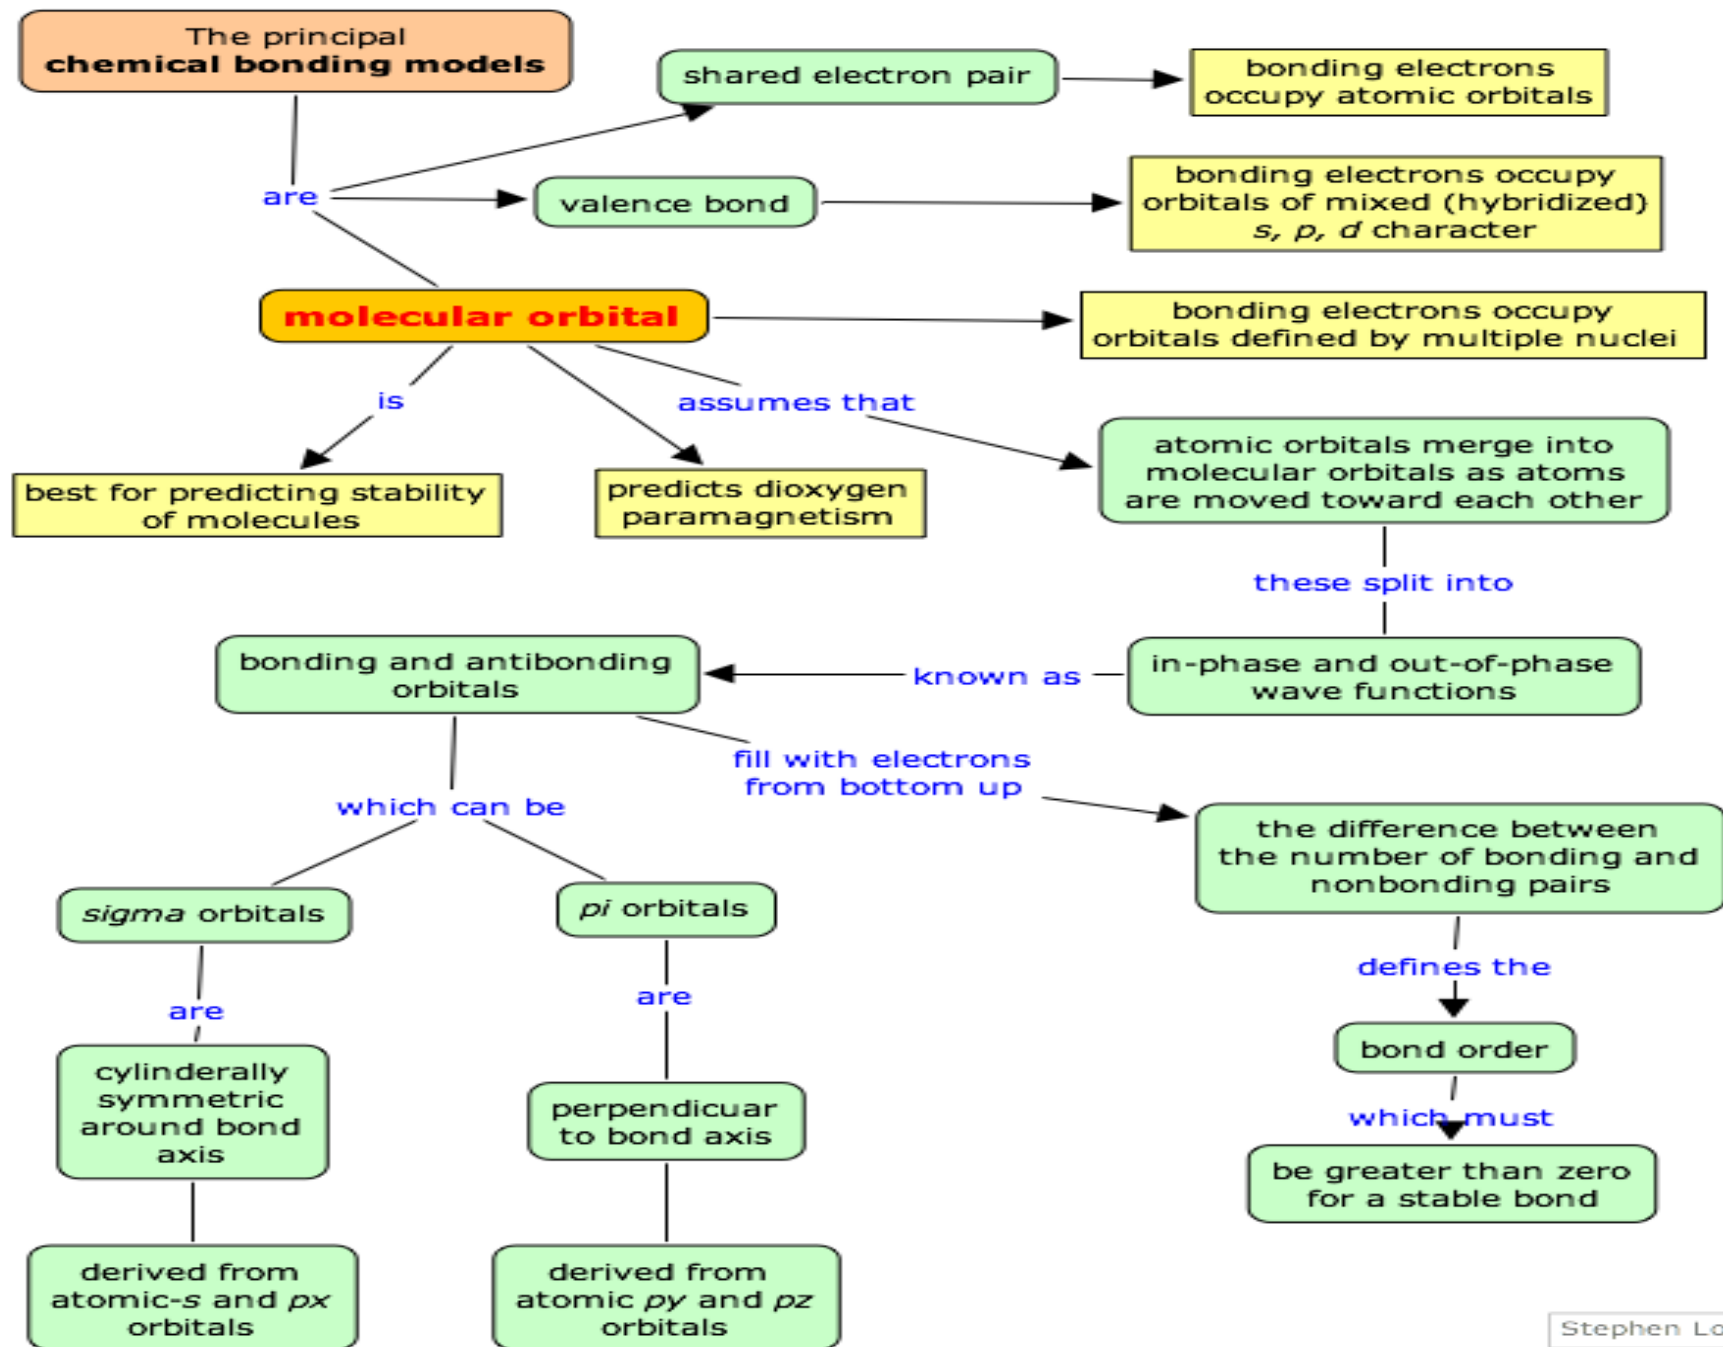 The principal
chemical bonding models
shared electron pair
bonding electrons
occupy atomic orbitals
are
valence bond
bonding electrons occupy
orbitals of mixed (hybridized)
s, p, d character
molecular orbital
bonding electrons occupy
orbitals defined by multiple nuclei
is
assumes that
best for predicting stability
of molecules
predicts dioxygen
paramagnetism
atomic orbitals merge into
molecular orbitals as atoms
are moved toward each other
these split into
in-phase and out-of-phase
wave functions
known as
bonding and antibonding
orbitals
fill with electrons
from bottom up
which can be
the difference between
the number of bonding and
nonbonding pairs
sigma orbitals
pi orbitals
defines the
are
are
bond order
cylinderally
symmetric
around bond
axis
perpendicuar
to bond axis
which must
be greater than zero
for a stable bond
derived from
atomic-s and px
orbitals
derived from
atomic py and pz
orbitals
Stephen Lo